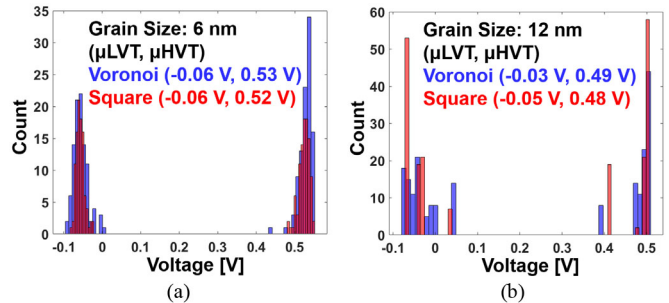 Grain Size: 6 nm
(µLVT, µHVT)
Voronoi (-0.06 V, 0.53 V)
Square (-0.06 V, 0.52 V)
35
30
25
20
15
10
5
0
Count
-0.1 0 0.1 0.2 0.3 0.4 0.5
Voltage [V]
(a)
Grain Size: 12 nm
(µLVT, µHVT)
Voronoi (-0.03 V, 0.49 V)
Square (-0.05 V, 0.48 V)
60
50
40
30
20
10
0
Count
-0.1 0 0.1 0.2 0.3 0.4 0.5 0.6
Voltage [V]
(b)